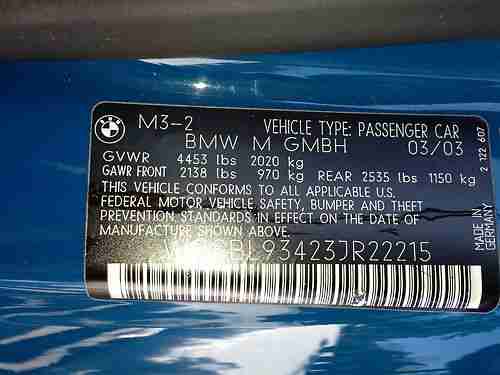 BMW
M3-2 VEHICLE TYPE: PASSENGER CAR
BMW M GMBH 03/03
GVWR 4453 lbs 2020 kg
GAWR FRONT 2138 lbs 970 kg REAR 2535 lbs 1150 kg
THIS VEHICLE CONFORMS TO ALL APPLICABLE U.S.
FEDERAL MOTOR VEHICLE SAFETY, BUMPER AND THEFT
PREVENTION STANDARDS IN EFFECT ON THE DATE OF
MANUFACTURE SHOWN ABOVE.
2 122 607
MADE IN
GERMANY